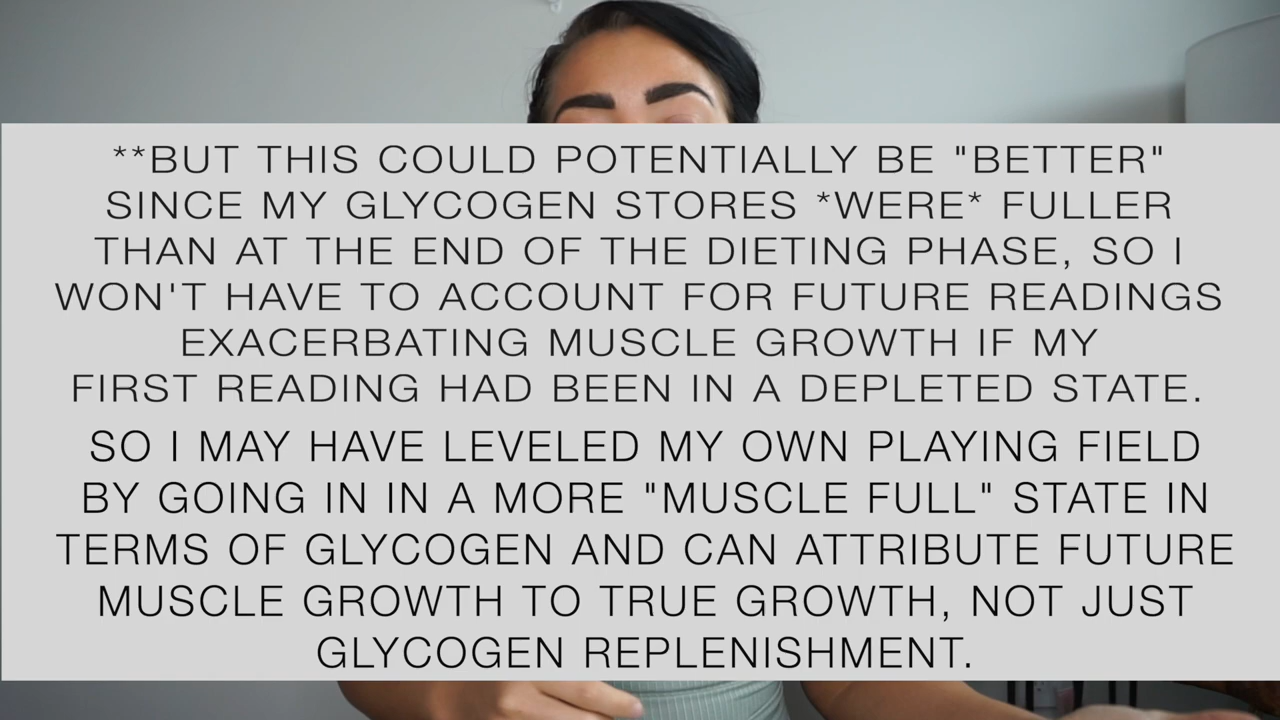 **BUT THIS COULD POTENTIALLY BE "BETTER"
SINCE MY GLYCOGEN STORES *WERE* FULLER
THAN AT THE END OF THE DIETING PHASE, SO I
WON'T HAVE TO ACCOUNT FOR FUTURE READINGS
EXACERBATING MUSCLE GROWTH IF MY
FIRST READING HAD BEEN IN A DEPLETED STATE.
SO I MAY HAVE LEVELED MY OWN PLAYING FIELD
BY GOING IN IN A MORE "MUSCLE FULL" STATE IN
TERMS OF GLYCOGEN AND CAN ATTRIBUTE FUTURE
MUSCLE GROWTH TO TRUE GROWTH, NOT JUST
GLYCOGEN REPLENISHMENT.